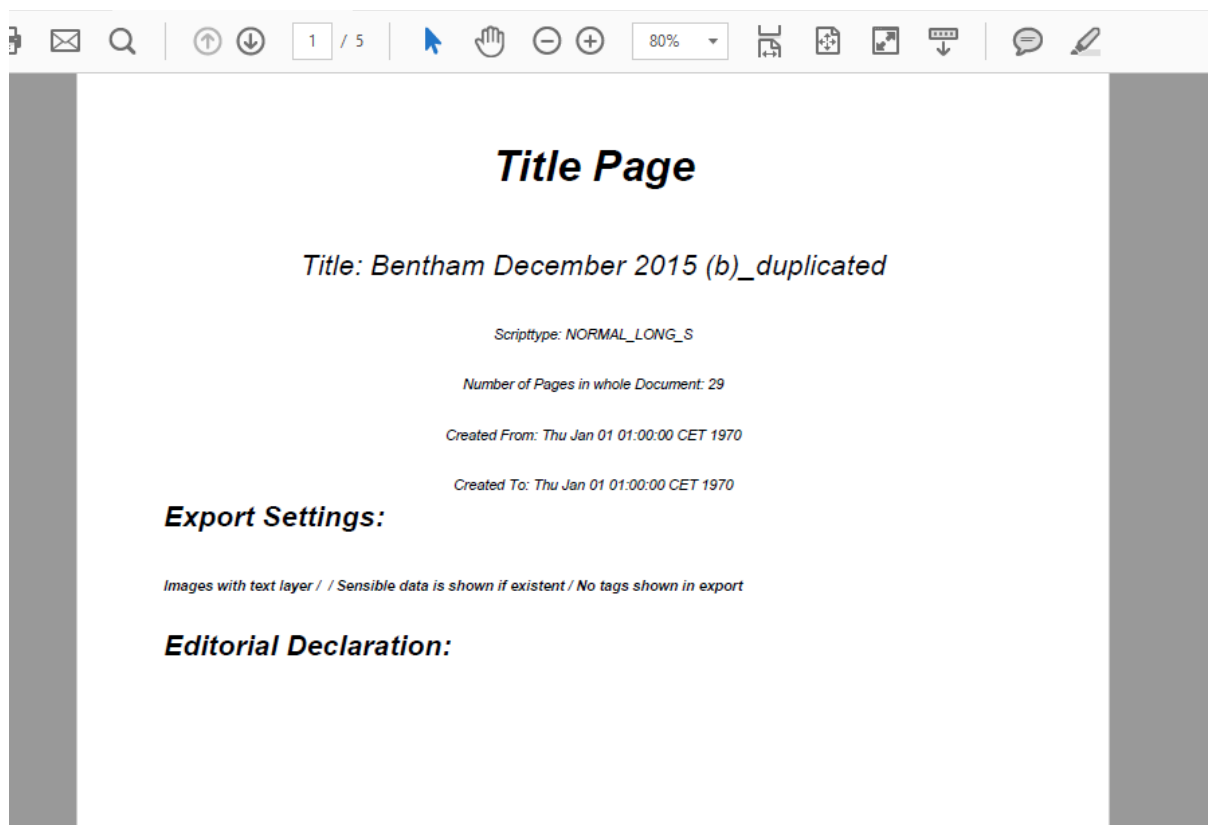 1 / 5 80%
Title Page
Title: Bentham December 2015 (b)_duplicated
Scripttype: NORMAL_LONG_S
Number of Pages in whole Document: 29
Created From: Thu Jan 01 01:00:00 CET 1970
Created To: Thu Jan 01 01:00:00 CET 1970
Export Settings:
Images with text layer / / Sensible data is shown if existent / No tags shown in export
Editorial Declaration: